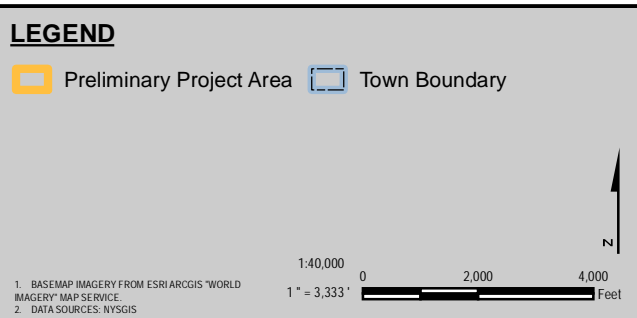 LEGEND
Preliminary Project Area
Town Boundary
N
1:40,000
1 " = 3,333 '
0 2,000 4,000
Feet
1. BASEMAP IMAGERY FROM ESRI ARCGIS "WORLD
IMAGERY" MAP SERVICE.
2. DATA SOURCES: NYSGIS